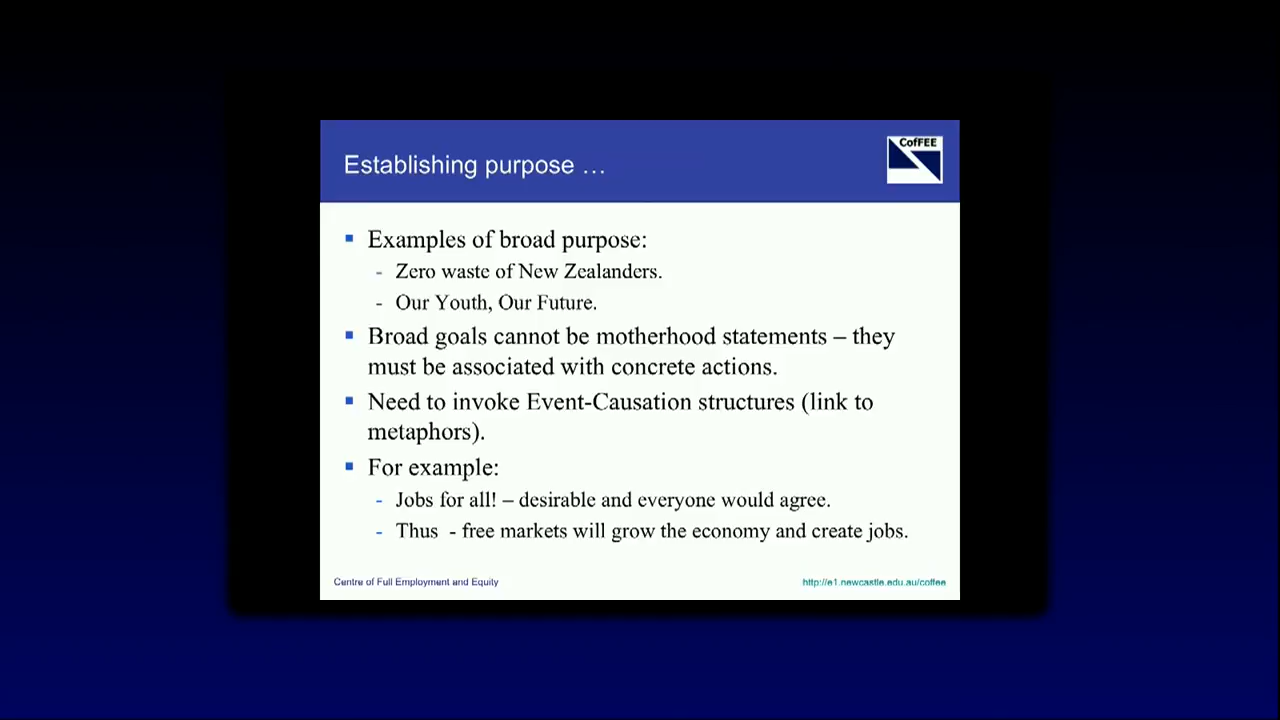 Establishing purpose …
CofFEE
Examples of broad purpose:
- Zero waste of New Zealanders.
- Our Youth, Our Future.
Broad goals cannot be motherhood statements – they
must be associated with concrete actions.
Need to invoke Event-Causation structures (link to
metaphors).
For example:
- Jobs for all! – desirable and everyone would agree.
- Thus - free markets will grow the economy and create jobs.
Centre of Full Employment and Equity
http://e1.newcastle.edu.au/coffee